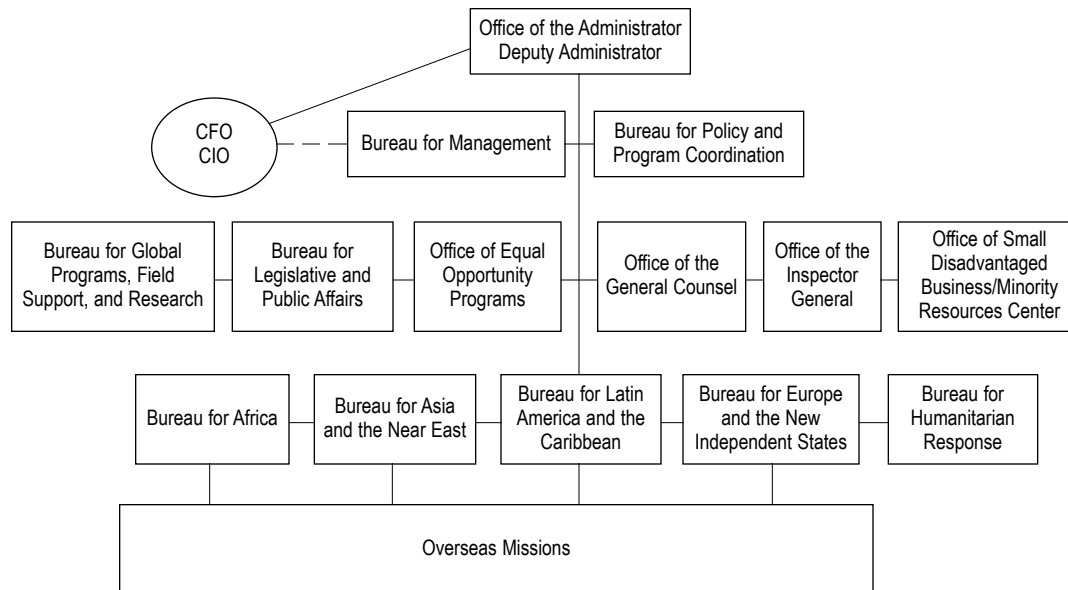 Office of the Administrator
Deputy Administrator
CFO
CIO
Bureau for Management
Bureau for Policy and
Program Coordination
Bureau for Global
Programs, Field
Support, and Research
Bureau for
Legislative and
Public Affairs
Office of Equal
Opportunity
Programs
Office of the
General Counsel
Office of the
Inspector
General
Office of Small
Disadvantaged
Business/Minority
Resources Center
Bureau for Africa
Bureau for Asia
and the Near East
Bureau for Latin
America and the
Caribbean
Bureau for Europe
and the New
Independent States
Bureau for
Humanitarian
Response
Overseas Missions